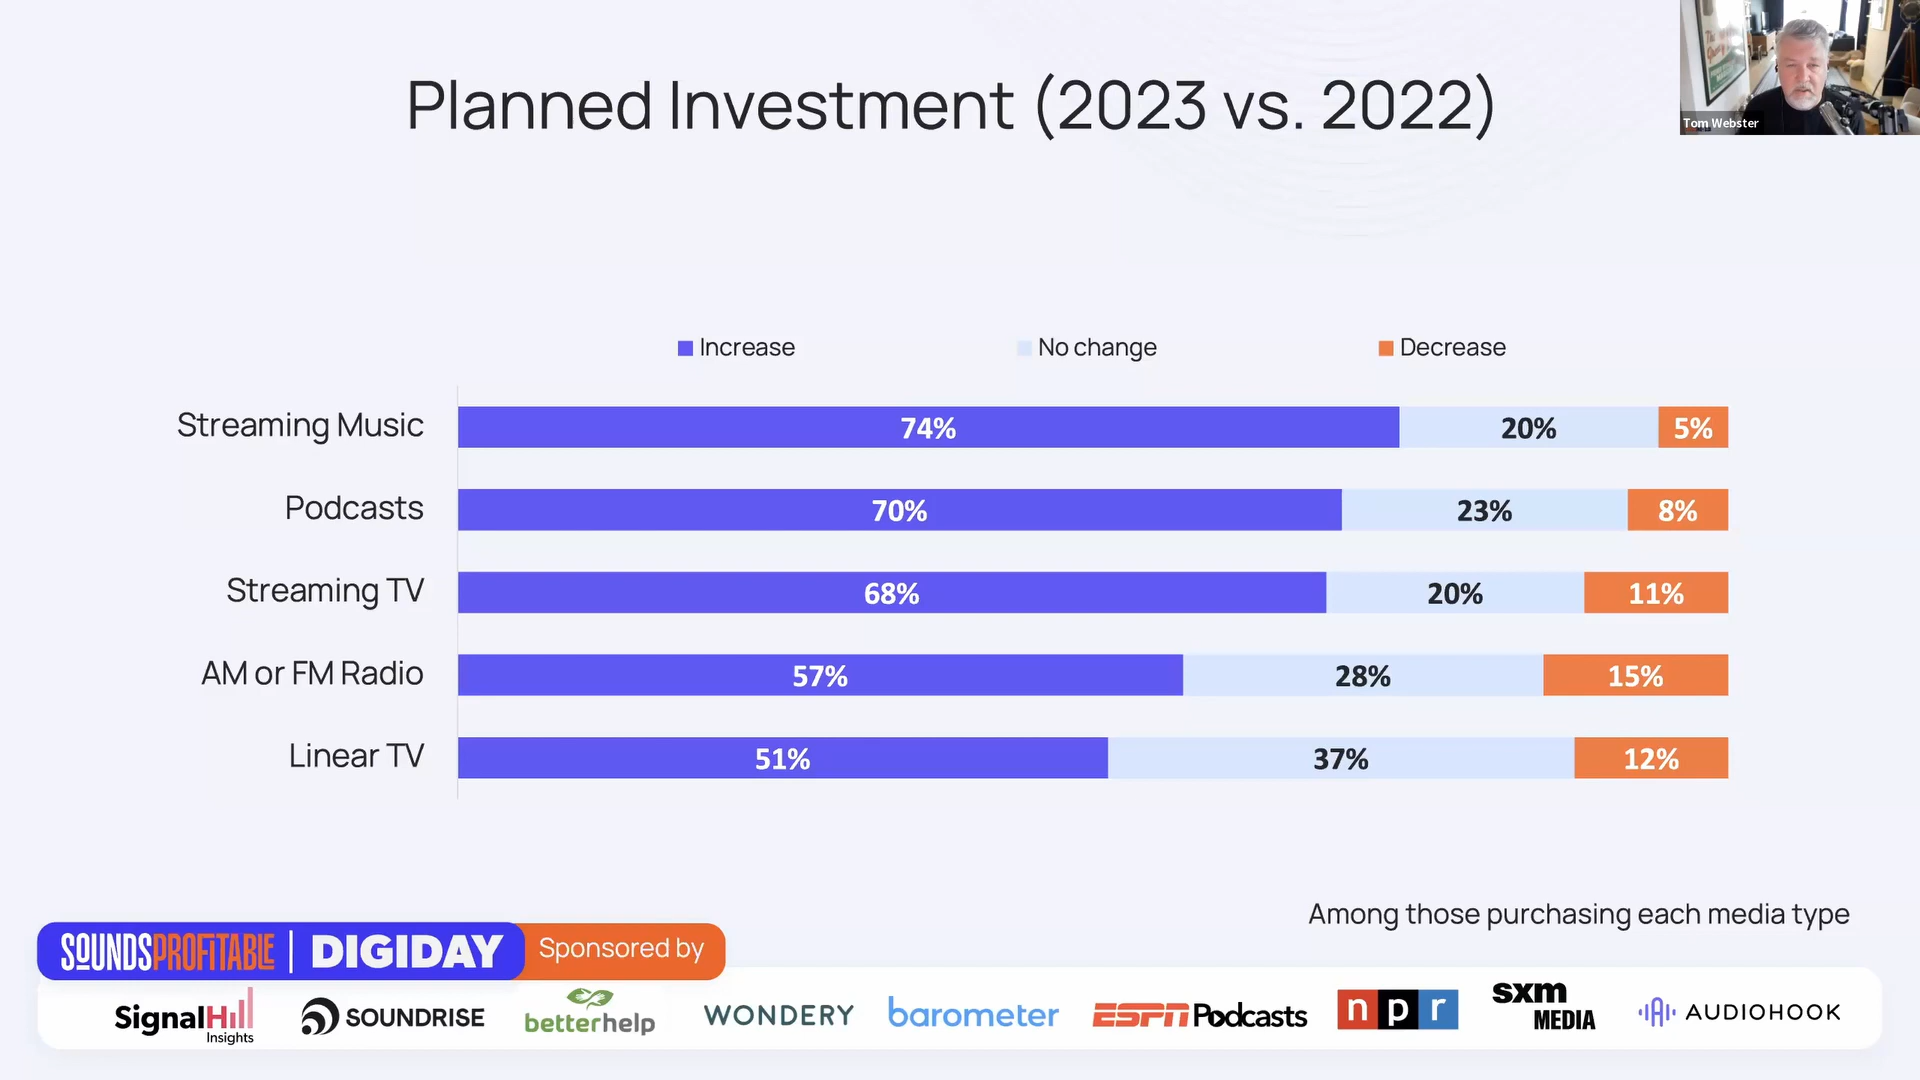 Planned Investment (2023 vs. 2022)
Tom Webster
Increase
No change
Decrease
Streaming Music 74% 20% 5%
Podcasts 70% 23% 8%
Streaming TV 68% 20% 11%
AM or FM Radio 57% 28% 15%
Linear TV 51% 37% 12%
Among those purchasing each media type
SOUNDSPROFITABLE | DIGIDAY Sponsored by
SignalHill
Insights
SOUNDRISE
betterhelp
WONDERY
barometer
ESPN Podcasts
npr
sxm
MEDIA
AUDIOHOOK